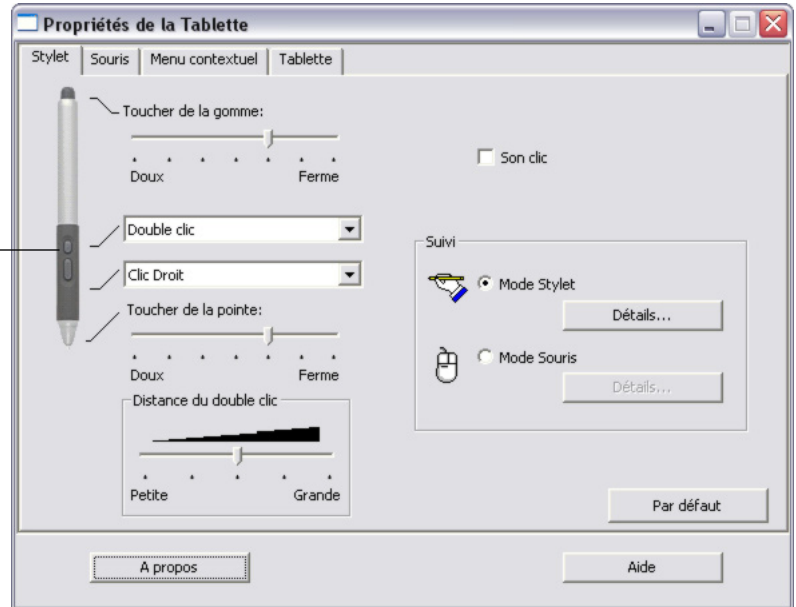 Propriétés de la Tablette
Stylet Souris Menu contextuel Tablette
Toucher de la gomme:
Doux Ferme
Son clic
Double clic
Clic Droit
Toucher de la pointe:
Doux Ferme
Distance du double clic
Petite Grande
Suivi
Mode Stylet
Détails...
Mode Souris
Détails...
Par défaut
A propos Aide